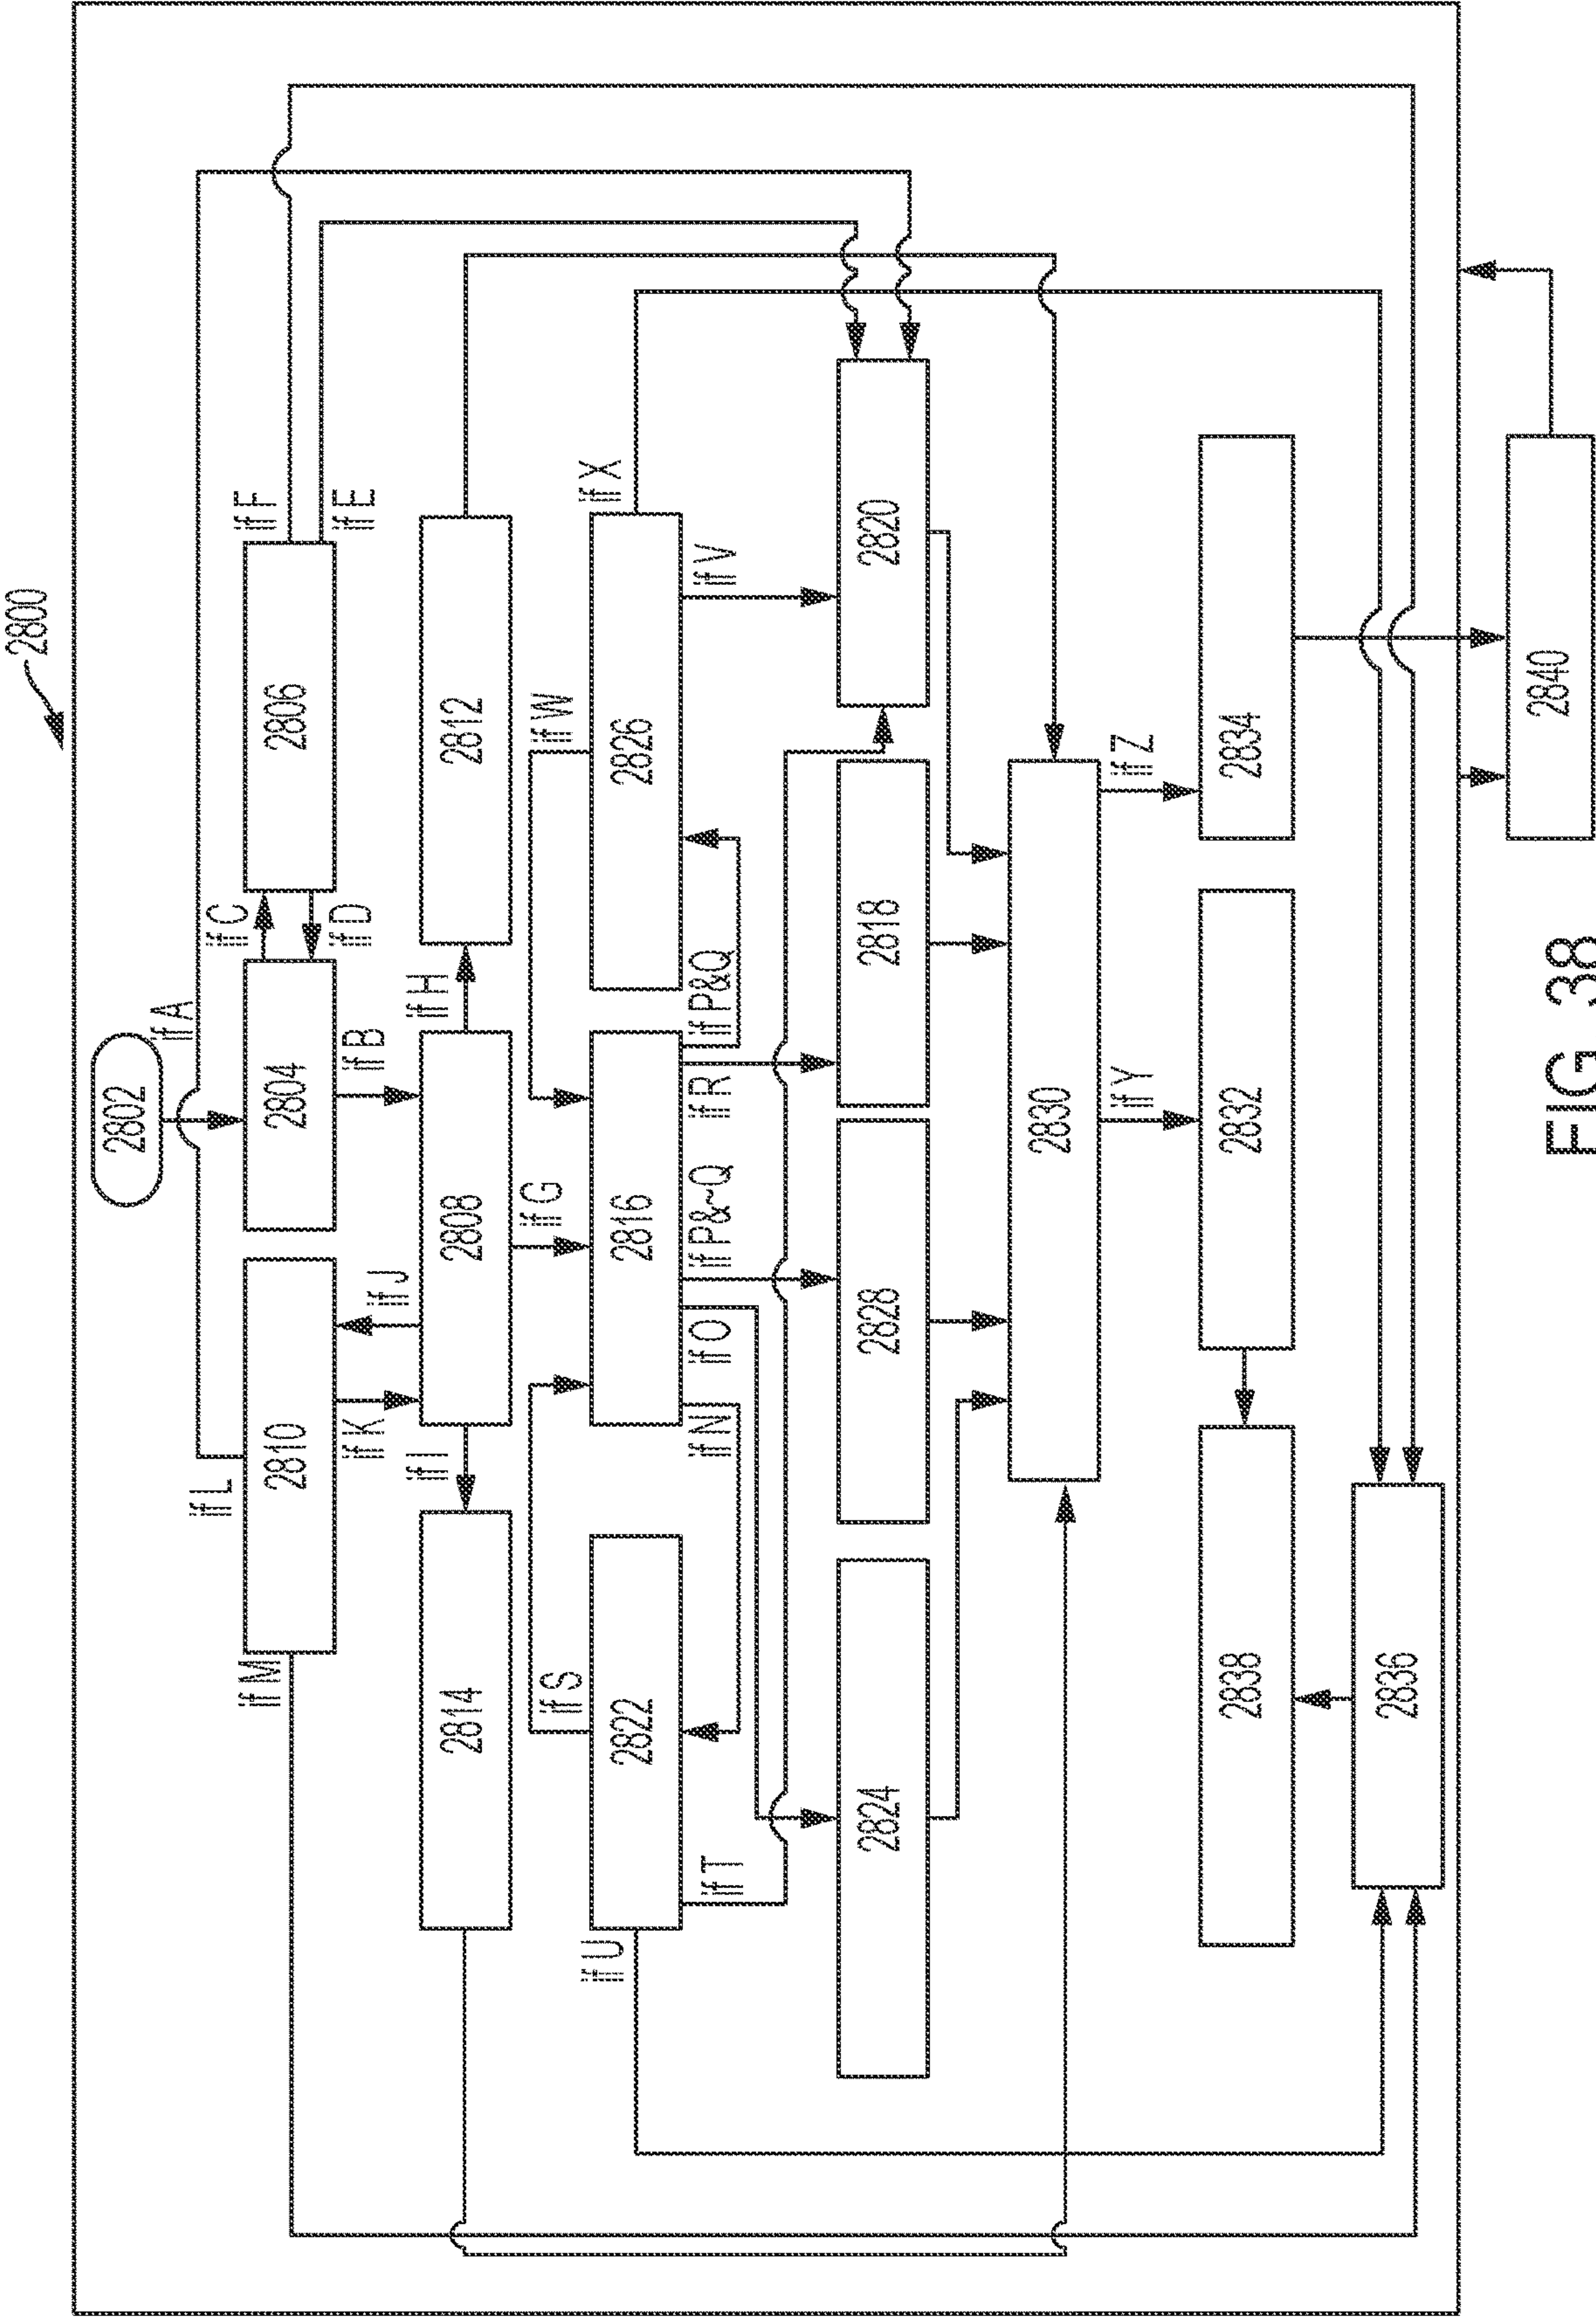 2800
2802
if A
if L
2810
2804
if C
if D
2806
if F
if E
if M
if K
if J
if B
2814
if I
2808
if H
2812
if G
if S
if W
2822
2816
2826
if X
if U
if T
if N
if O
if P&~Q
if R
if P&Q
if V
2824
2828
2818
2820
2830
if Y
if Z
2838
2832
2834
2836
2840
FIG. 38